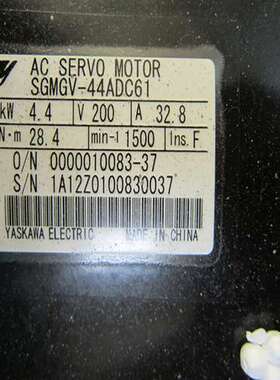 AC SERVO MOTOR
SGMGV-44ADC61
kW 4.4 V 200 A 32.8
N·m 28.4 min-1 1500 Ins. F
O/N 0000010083-37
S/N 1A12Z0100830037
YASKAWA ELECTRIC MADE IN CHINA